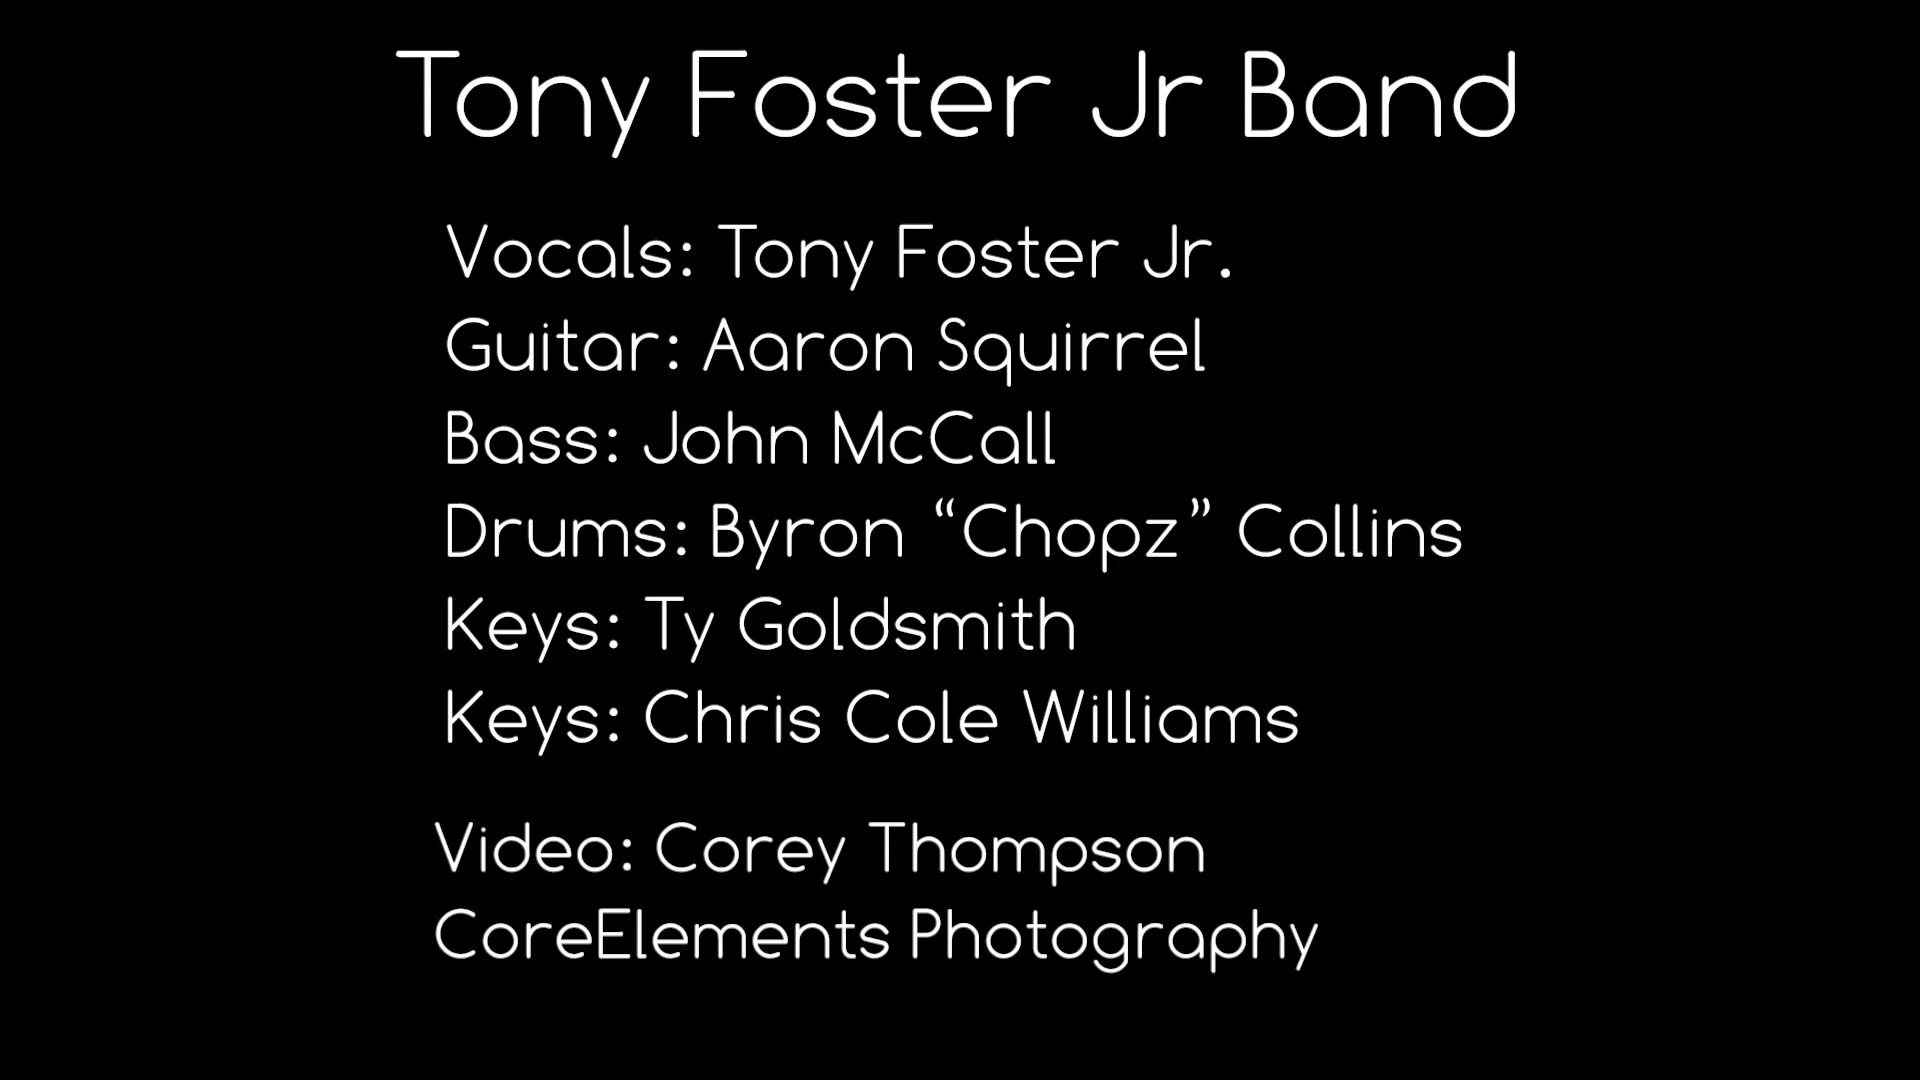 Tony Foster Jr Band
Vocals: Tony Foster Jr.
Guitar: Aaron Squirrel
Bass: John McCall
Drums: Byron “Chopz” Collins
Keys: Ty Goldsmith
Keys: Chris Cole Williams
Video: Corey Thompson
CoreElements Photography